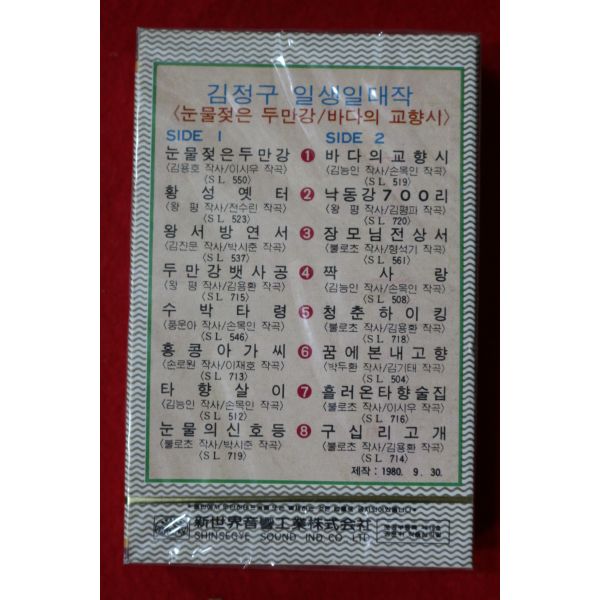 김정구 일생일대작
〈눈물젖은 두만강/바다의 교향시〉
SIDE 1 SIDE 2
눈물젖은두만강 1 바다의교향시
(김용호 작사/이시우 작곡) (김능인 작사/손목인 작곡)
〈SL 550〉 〈SL 519〉
황성옛터 2 낙동강700리
(왕 평 작사/전수린 작곡) (왕 평 작사/김형파 작곡)
〈SL 523〉 〈SL 720〉
왕서방연서 3 장모님전상서
(김진문 작사/박시준 작곡) (불로초 작사/형석기 작곡)
〈SL 537〉 〈SL 561〉
두만강뱃사공 4 짝사랑
(왕 평 작사/김용환 작곡) (김능인 작사/손목인 작곡)
〈SL 715〉 〈SL 508〉
수박타령 5 청춘하이킹
(풍운아 작사/손목인 작곡) (불로초 작사/김용환 작곡)
〈SL 546〉 〈SL 718〉
홍콩아가씨 6 꿈에본내고향
(손로원 작사/이재호 작곡) (박두환 작사/김기태 작곡)
〈SL 713〉 〈SL 504〉
타향살이 7 흘러온타향술집
(김능인 작사/손목인 작곡) (불로초 작사/이시우 작곡)
〈SL 512〉 〈SL 716〉
눈물의신호등 8 구십리고개
(불로초 작사/박시준 작곡) (불로초 작사/김용환 작곡)
〈SL 719〉 〈SL 714〉
제작 : 1980. 9. 30.
新世界音響工業株式会社
SHINSEGYE SOUND IND.CO.LTD.